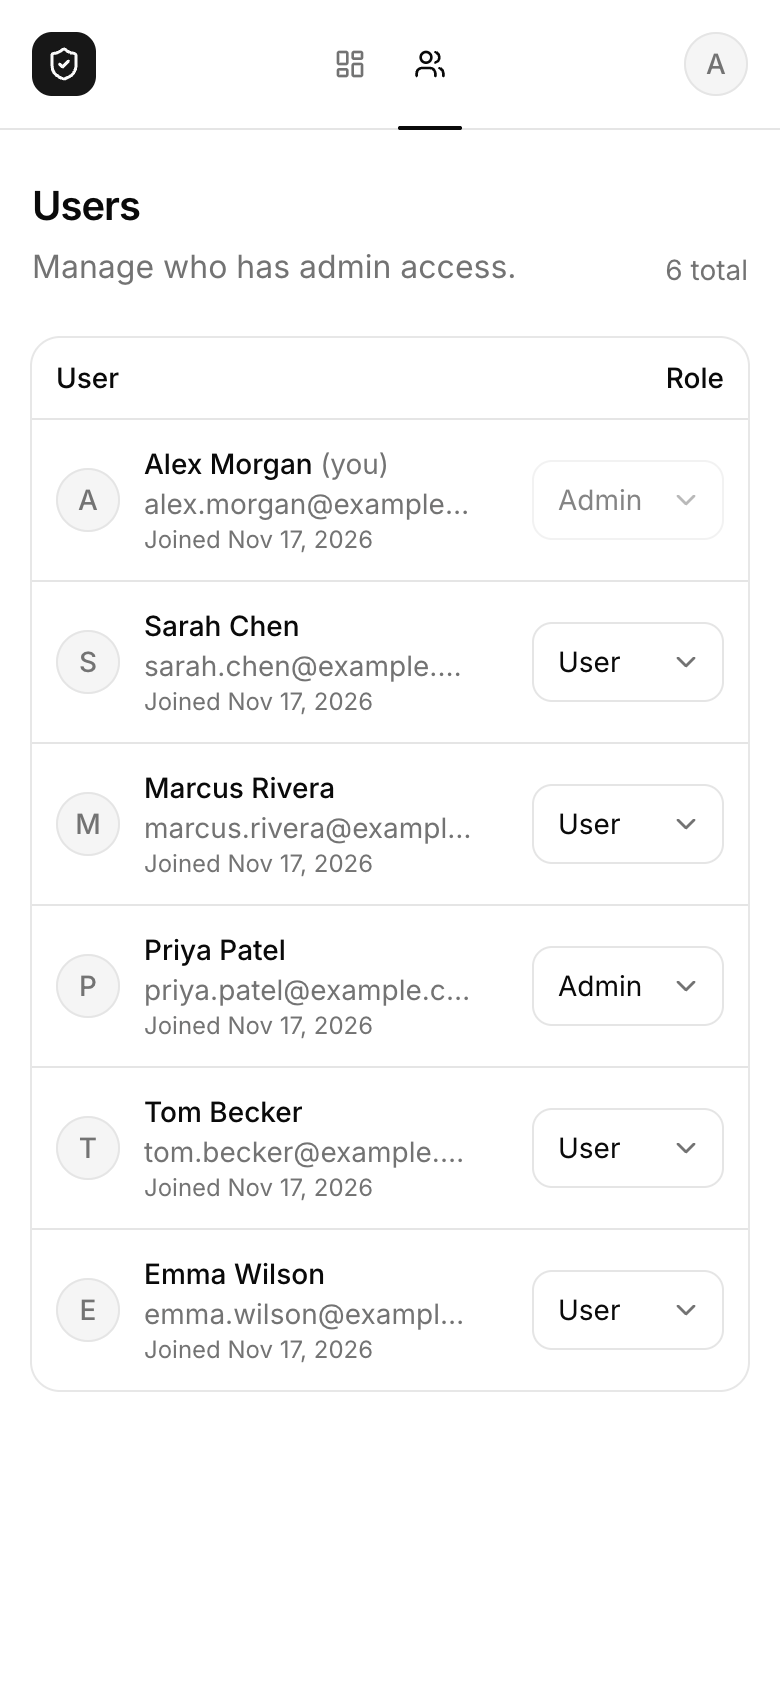 A
Users
Manage who has admin access.
6 total
User Role
A
Alex Morgan (you)
alex.morgan@example...
Joined Nov 17, 2026
Admin
S
Sarah Chen
sarah.chen@example....
Joined Nov 17, 2026
User
M
Marcus Rivera
marcus.rivera@exampl...
Joined Nov 17, 2026
User
P
Priya Patel
priya.patel@example.c...
Joined Nov 17, 2026
Admin
T
Tom Becker
tom.becker@example....
Joined Nov 17, 2026
User
E
Emma Wilson
emma.wilson@exampl...
Joined Nov 17, 2026
User